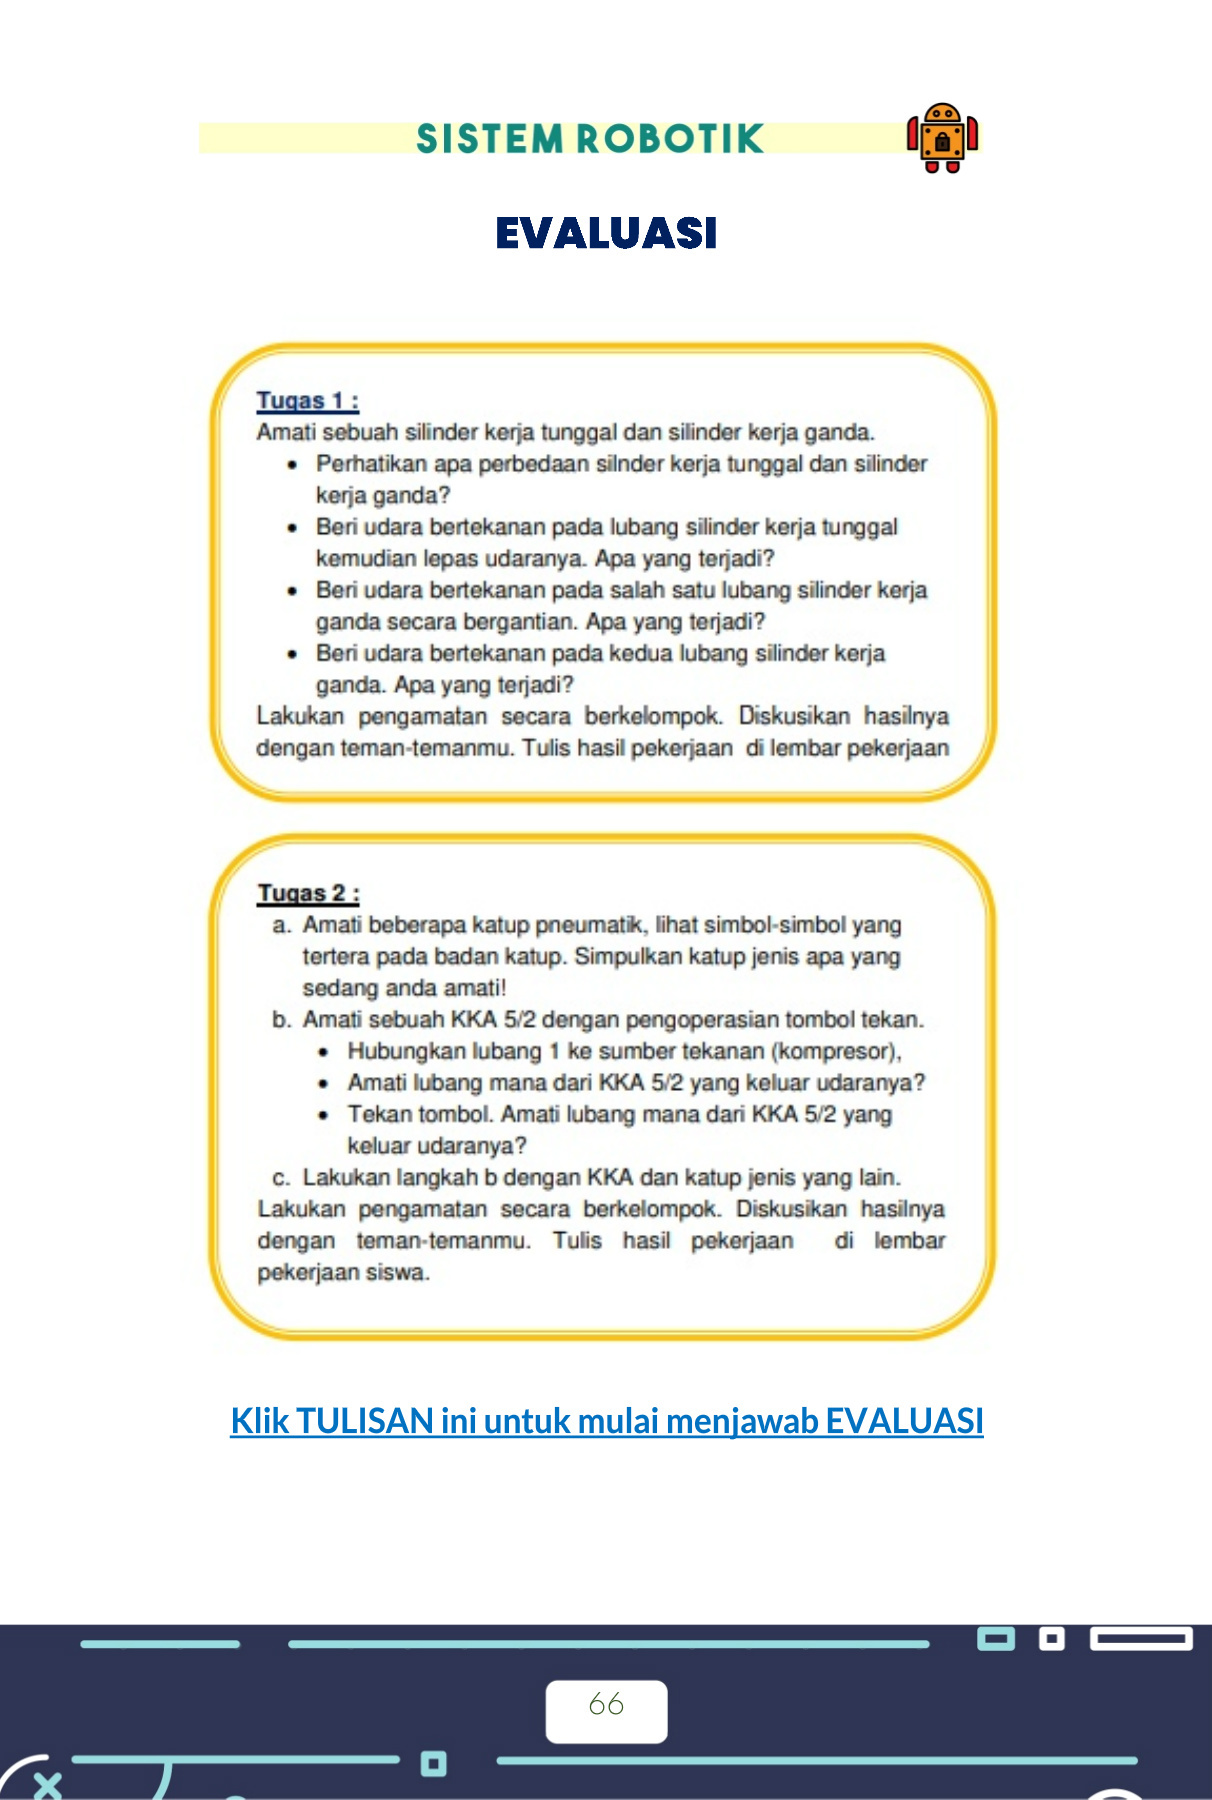 SISTEM ROBOTIK
EVALUASI
Tugas 1 :
Amati sebuah silinder kerja tunggal dan silinder kerja ganda.
• Perhatikan apa perbedaan silnder kerja tunggal dan silinder
kerja ganda?
• Beri udara bertekanan pada lubang silinder kerja tunggal
kemudian lepas udaranya. Apa yang terjadi?
• Beri udara bertekanan pada salah satu lubang silinder kerja
ganda secara bergantian. Apa yang terjadi?
• Beri udara bertekanan pada kedua lubang silinder kerja
ganda. Apa yang terjadi?
Lakukan pengamatan secara berkelompok. Diskusikan hasilnya
dengan teman-temanmu. Tulis hasil pekerjaan di lembar pekerjaan
Tugas 2 :
a. Amati beberapa katup pneumatik, lihat simbol-simbol yang
tertera pada badan katup. Simpulkan katup jenis apa yang
sedang anda amati!
b. Amati sebuah KKA 5/2 dengan pengoperasian tombol tekan.
• Hubungkan lubang 1 ke sumber tekanan (kompresor),
• Amati lubang mana dari KKA 5/2 yang keluar udaranya?
• Tekan tombol. Amati lubang mana dari KKA 5/2 yang
keluar udaranya?
c. Lakukan langkah b dengan KKA dan katup jenis yang lain.
Lakukan pengamatan secara berkelompok. Diskusikan hasilnya
dengan teman-temanmu. Tulis hasil pekerjaan di lembar
pekerjaan siswa.
Klik TULISAN ini untuk mulai menjawab EVALUASI
66